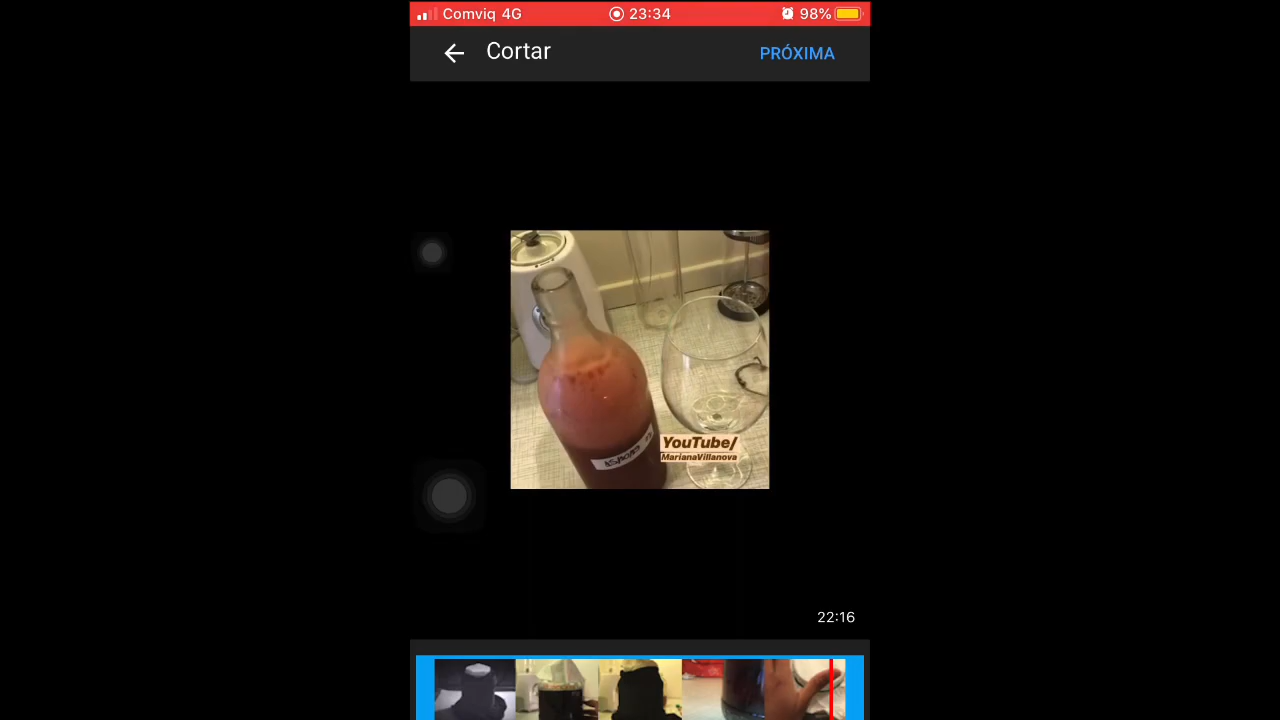 Comviq 4G 23:34 98%
Cortar PRÓXIMA
YouTube/
MarianaVillanova
22:16